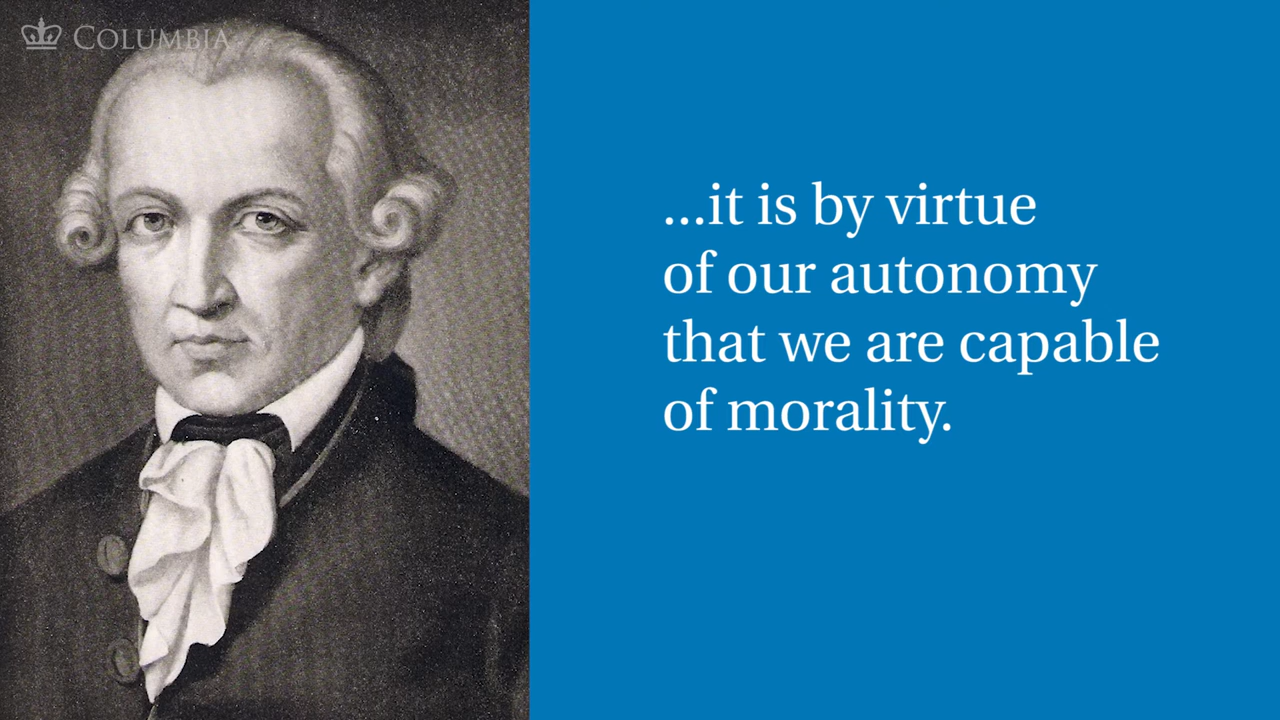 COLUMBIA
...it is by virtue
of our autonomy
that we are capable
of morality.